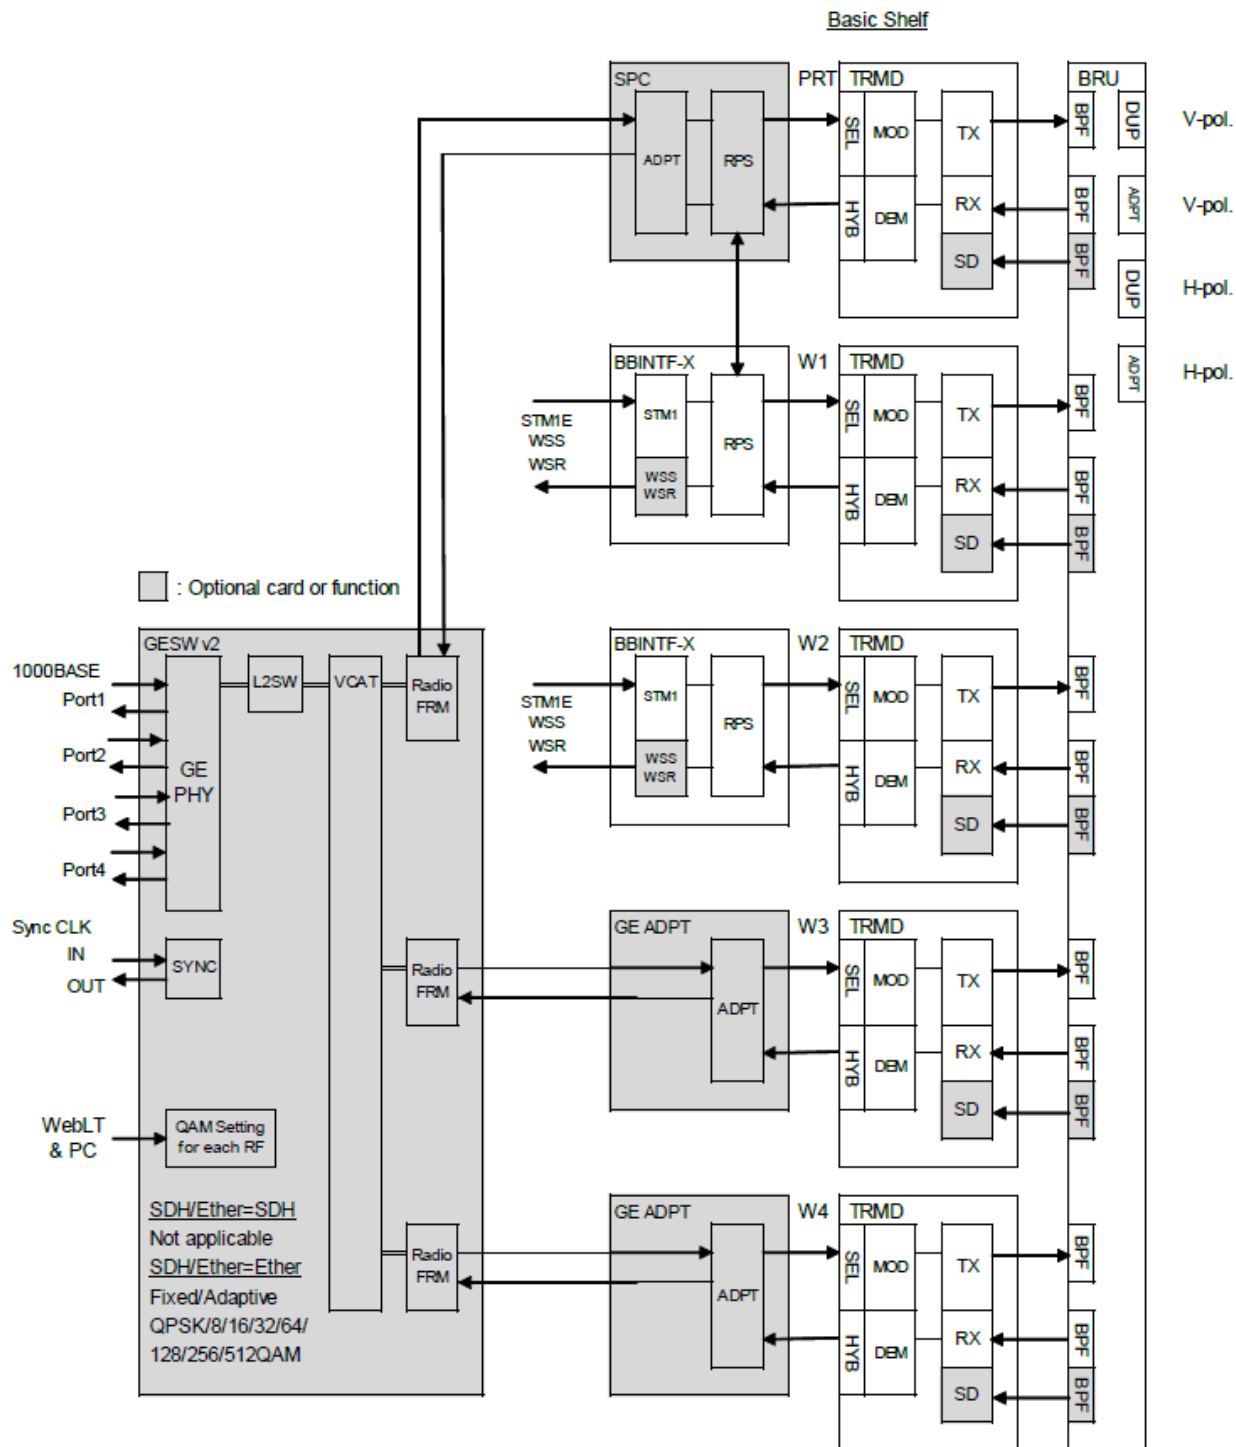 Basic Shelf
SPC
PRT
TRMD
BRU
ADPT
RPS
SEL
MOD
TX
BPF
DUP
V-pol.
HYB
DEM
RX
BPF
ADPT
V-pol.
SD
BPF
DUP
H-pol.
ADPT
H-pol.
BBINTF-X
W1
TRMD
STM1E
WSS
WSR
STM1
WSS
WSR
RPS
SEL
MOD
TX
BPF
HYB
DEM
RX
BPF
SD
BPF
: Optional card or function
GESW v2
1000BASE
Port1
Port2
Port3
Port4
GE
PHY
L2SW
VCAT
Radio
FRM
BBINTF-X
W2
TRMD
STM1E
WSS
WSR
STM1
WSS
WSR
RPS
SEL
MOD
TX
BPF
HYB
DEM
RX
BPF
SD
BPF
Sync CLK
IN
OUT
SYNC
Radio
FRM
GE ADPT
W3
TRMD
ADPT
SEL
MOD
TX
BPF
HYB
DEM
RX
BPF
SD
BPF
WebLT
& PC
QAM Setting
for each RF
SDH/Ether=SDH
Not applicable
SDH/Ether=Ether
Fixed/Adaptive
QPSK/8/16/32/64/
128/256/512QAM
Radio
FRM
GE ADPT
W4
TRMD
ADPT
SEL
MOD
TX
BPF
HYB
DEM
RX
BPF
SD
BPF